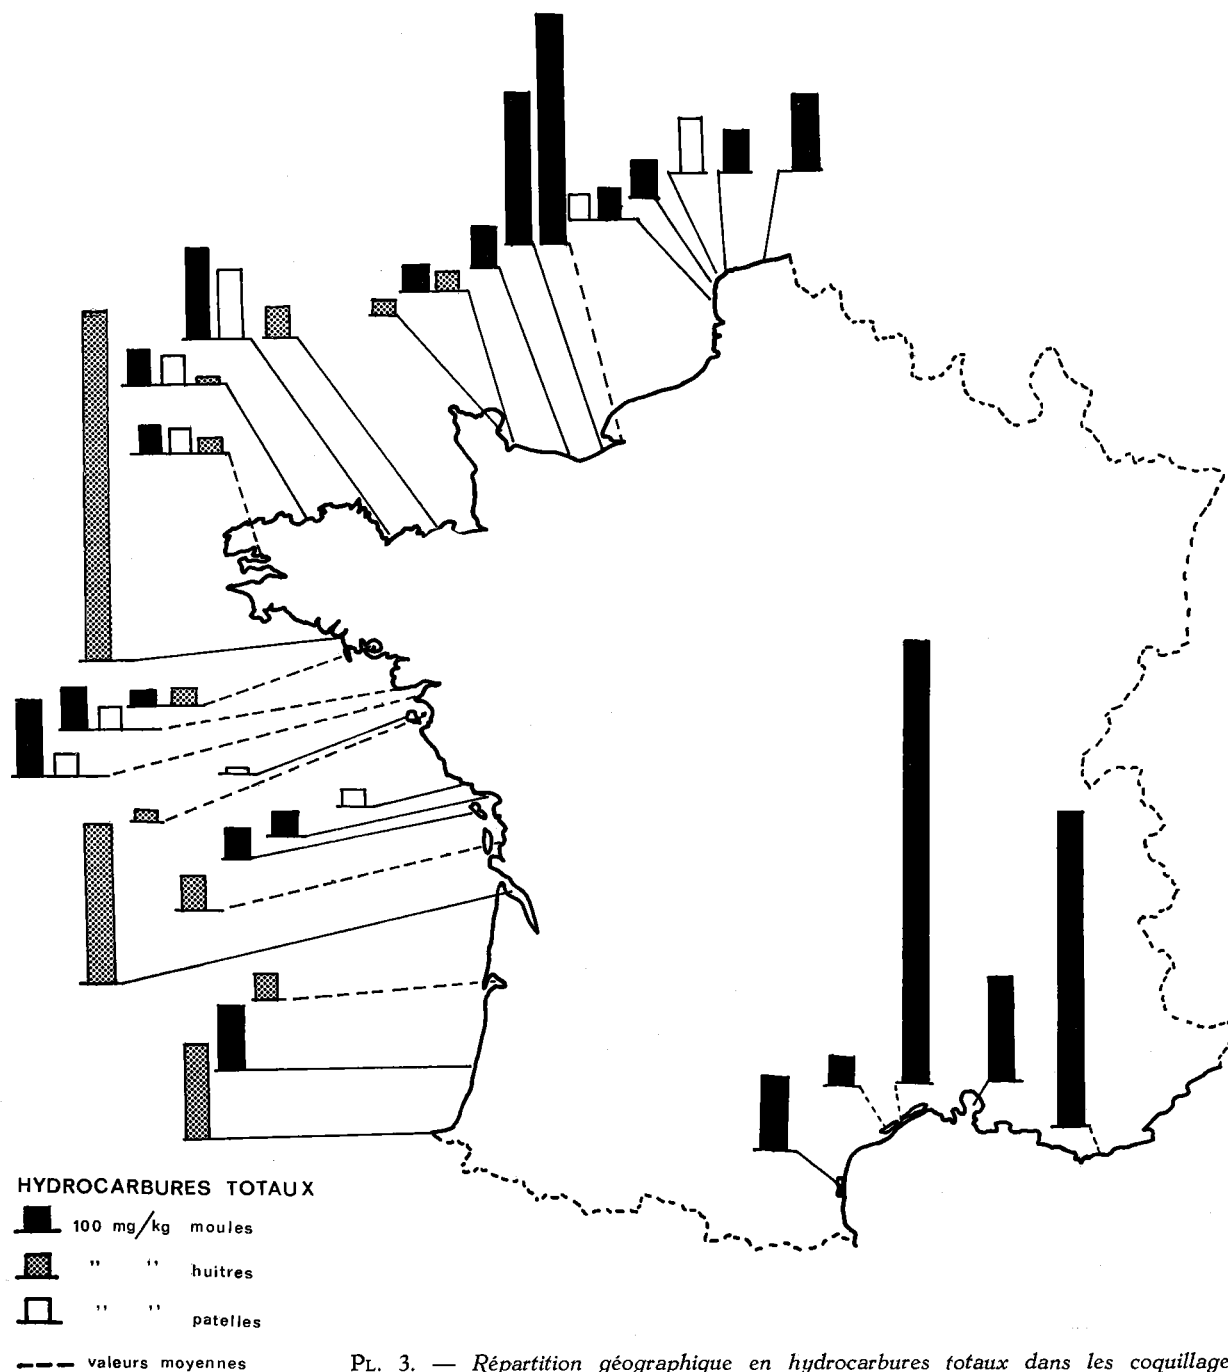 HYDROCARBURES TOTAUX
100 mg/kg moules
" " huitres
" " patelles
valeurs moyennes
PL. 3. — Répartition géographique en hydrocarbures totaux dans les coquillage